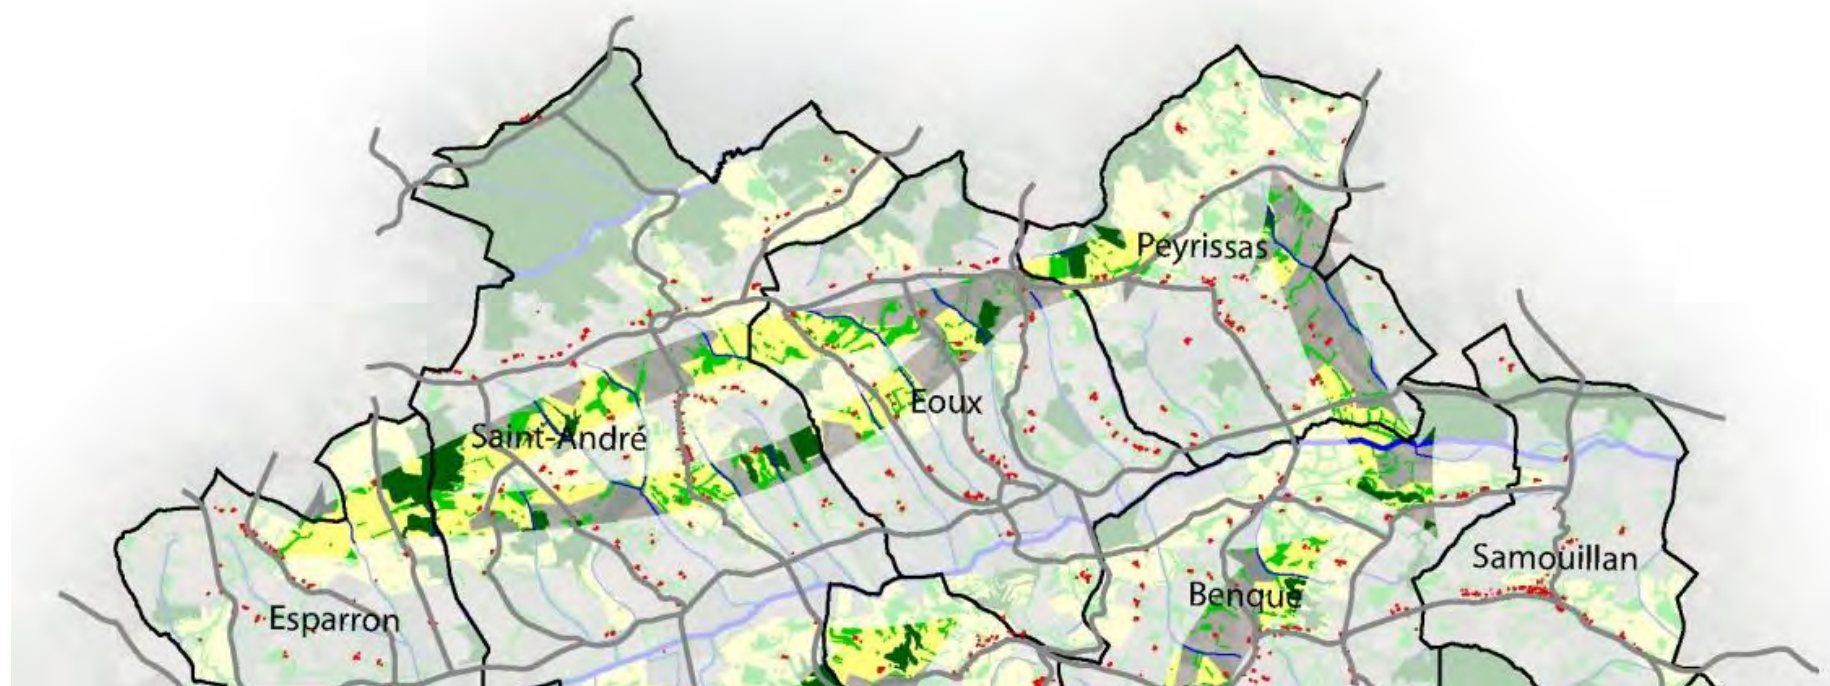 Peyrissas
Eoux
Saint-André
Samouillan
Benque
Esparron